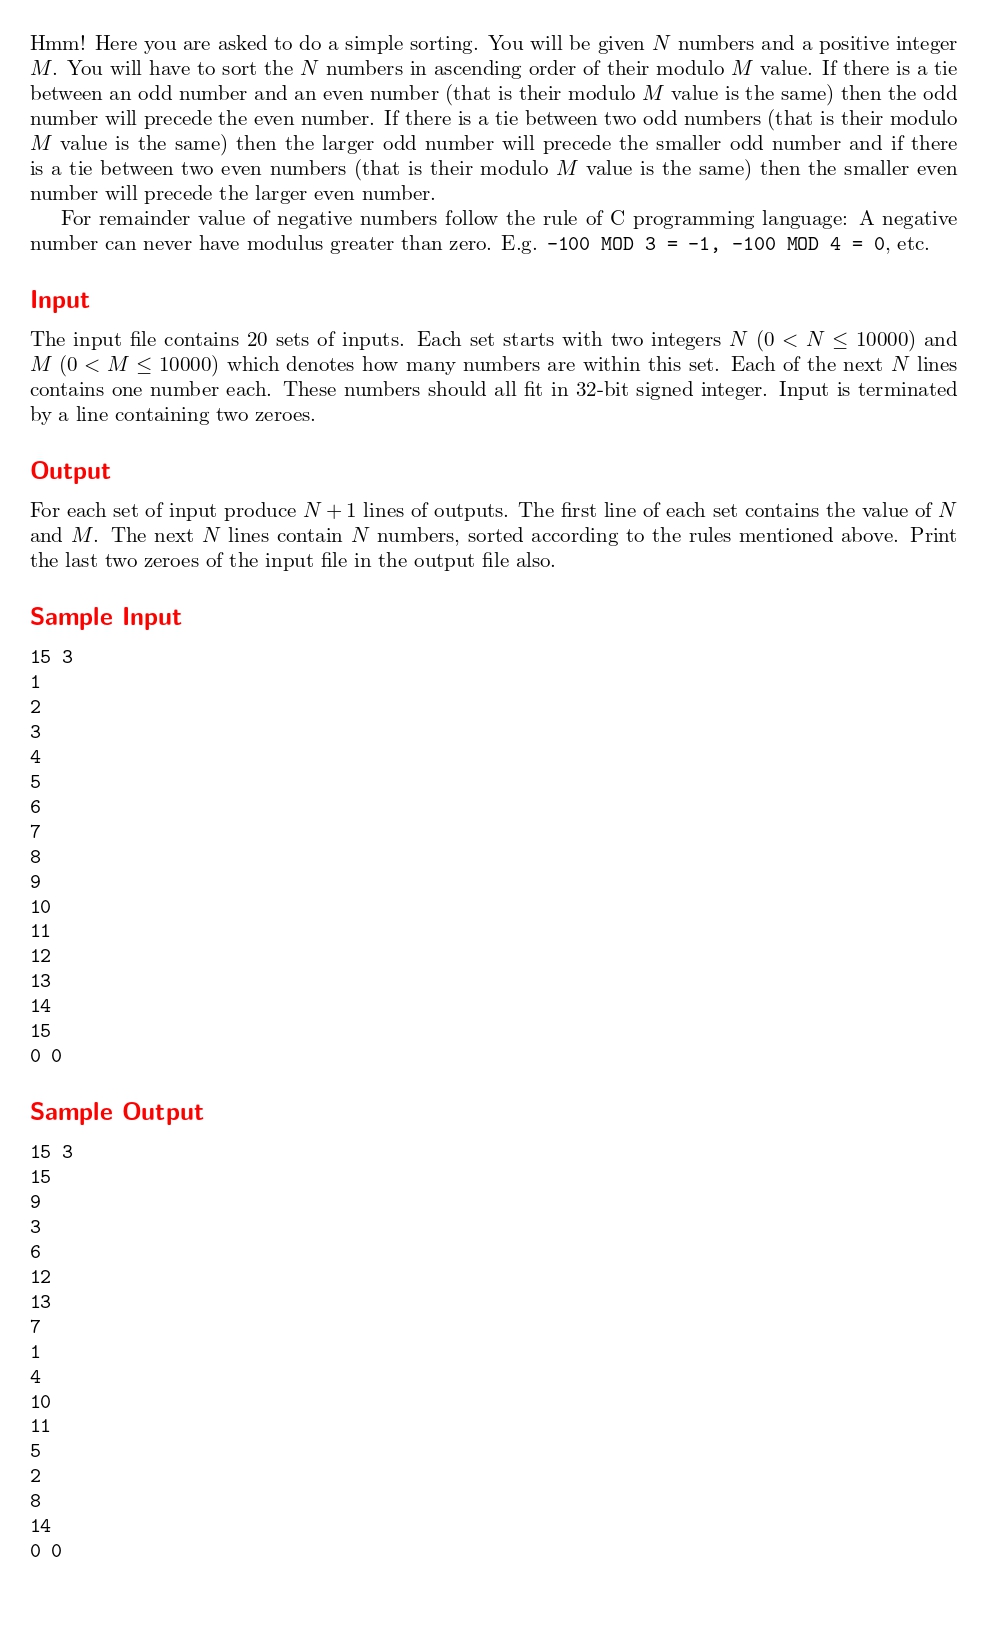 Hmm! Here you are asked to do a simple sorting. You will be given N numbers and a positive integer
M. You will have to sort the N numbers in ascending order of their modulo M value. If there is a tie
between an odd number and an even number (that is their modulo M value is the same) then the odd
number will precede the even number. If there is a tie between two odd numbers (that is their modulo
M value is the same) then the larger odd number will precede the smaller odd number and if there
is a tie between two even numbers (that is their modulo M value is the same) then the smaller even
number will precede the larger even number.
For remainder value of negative numbers follow the rule of C programming language: A negative
number can never have modulus greater than zero. E.g. -100 MOD 3 = -1, -100 MOD 4 = 0, etc.
Input
The input file contains 20 sets of inputs. Each set starts with two integers N (0 < N ≤ 10000) and
M (0 < M ≤ 10000) which denotes how many numbers are within this set. Each of the next N lines
contains one number each. These numbers should all fit in 32-bit signed integer. Input is terminated
by a line containing two zeroes.
Output
For each set of input produce N + 1 lines of outputs. The first line of each set contains the value of N
and M. The next N lines contain N numbers, sorted according to the rules mentioned above. Print
the last two zeroes of the input file in the output file also.
Sample Input
15 3
1
2
3
4
5
6
7
8
9
10
11
12
13
14
15
0 0
Sample Output
15 3
15
9
3
6
12
13
7
1
4
10
11
5
2
8
14
0 0